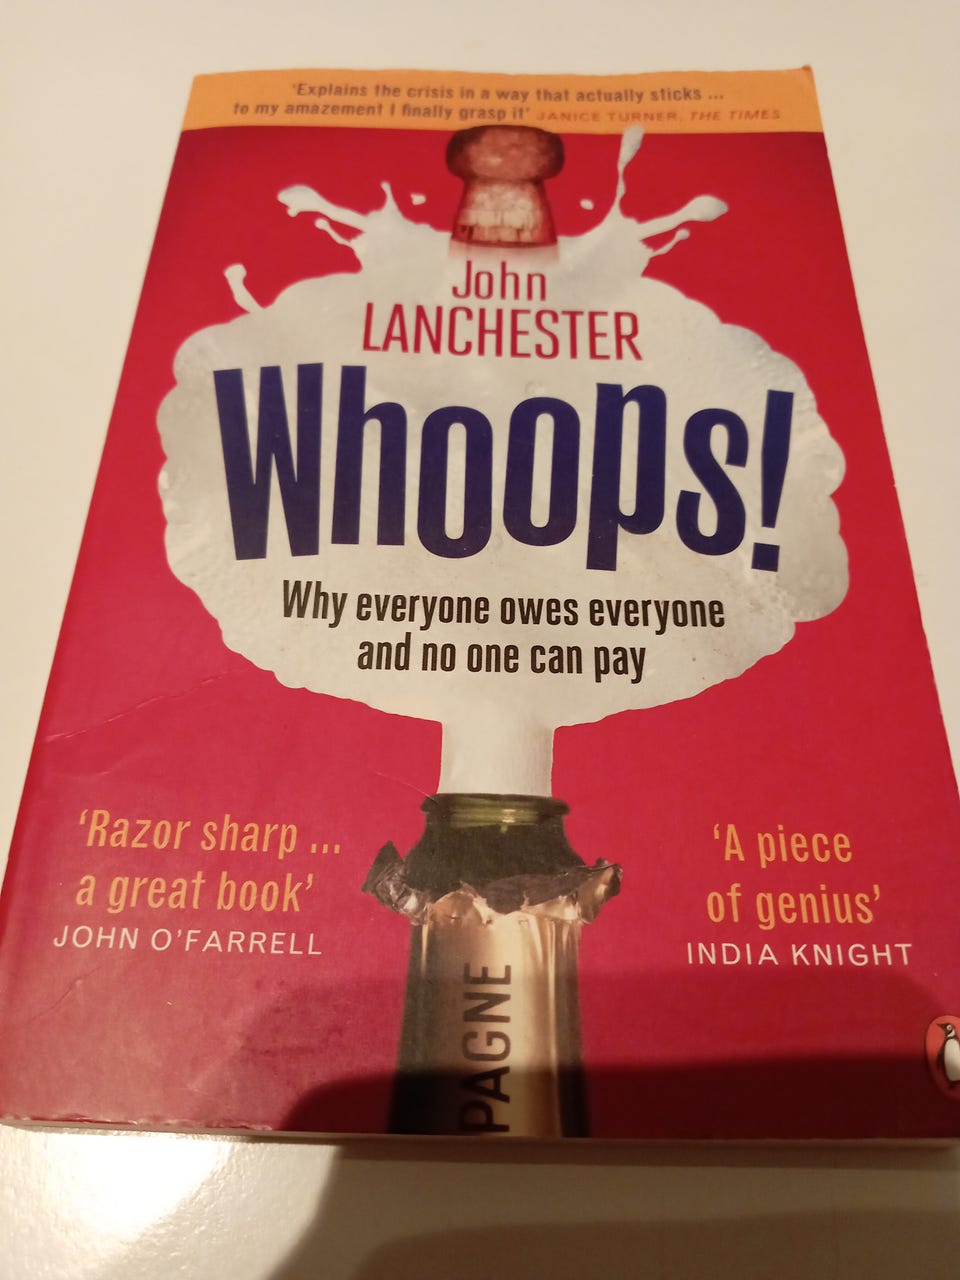 'Explains the crisis in a way that actually sticks ...
to my amazement I finally grasp it' JANICE TURNER, THE TIMES
John
LANCHESTER
Whoops!
Why everyone owes everyone
and no one can pay
'Razor sharp ...
a great book'
JOHN O'FARRELL
'A piece
of genius'
INDIA KNIGHT
PAGNE